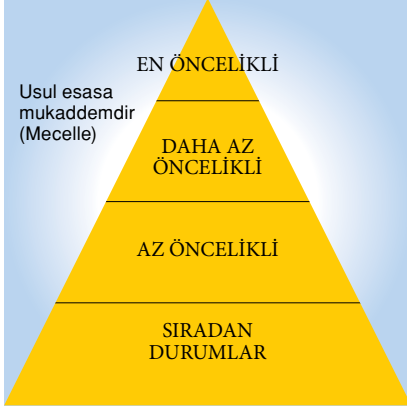 EN ÖNCELİKLİ
Usul esasa
mukaddemdir
(Mecelle)
DAHA AZ
ÖNCELİKLİ
AZ ÖNCELİKLİ
SIRADAN
DURUMLAR